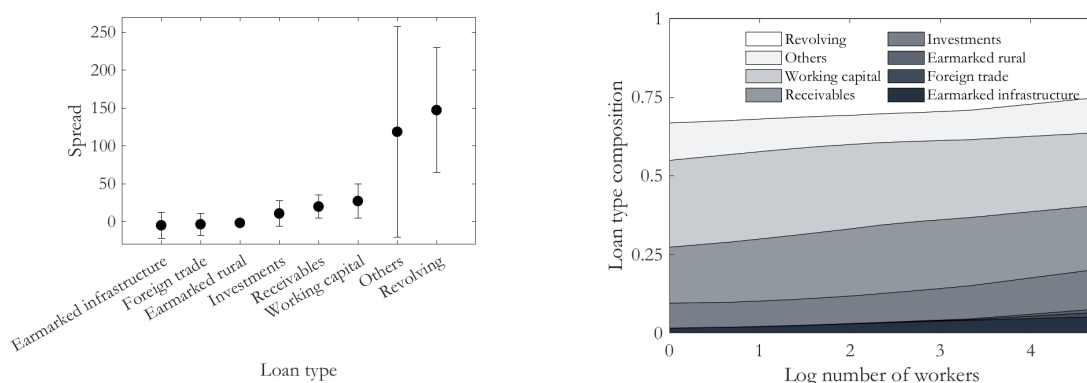 250
200
150
100
50
0
Spread
Earmarked infrastructure
Foreign trade
Earmarked rural
Investments
Receivables
Working capital
Others
Revolving
Loan type
1
0.75
0.5
0.25
0
Loan type composition
Revolving
Others
Working capital
Receivables
Investments
Earmarked rural
Foreign trade
Earmarked infrastructure
0 1 2 3 4
Log number of workers